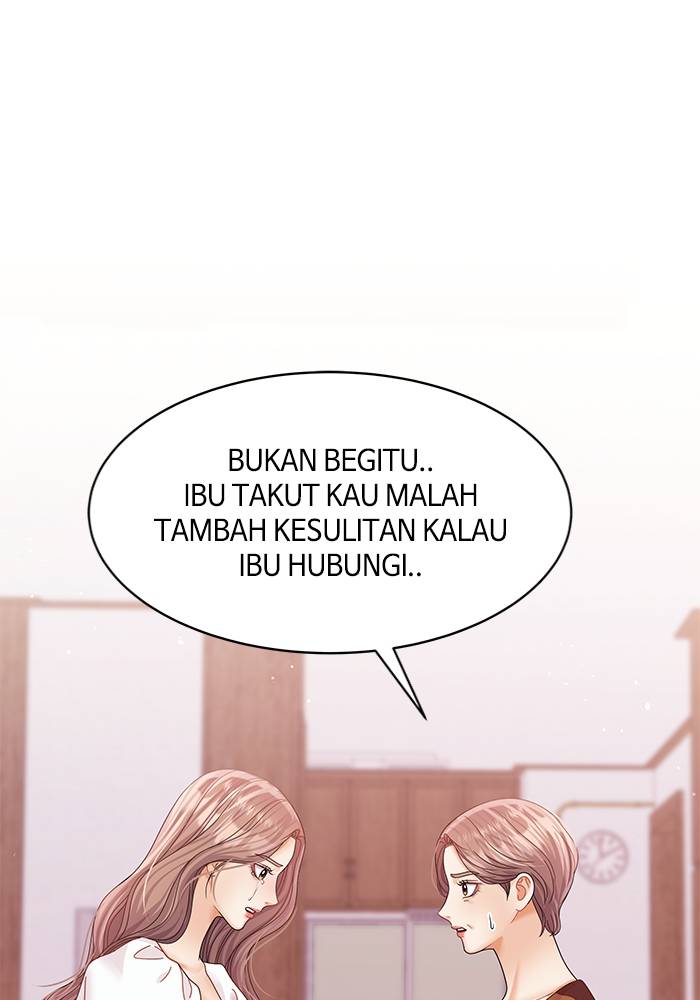 BUKAN BEGITU..
IBU TAKUT KAU MALAH
TAMBAH KESULITAN KALAU
IBU HUBUNGI..